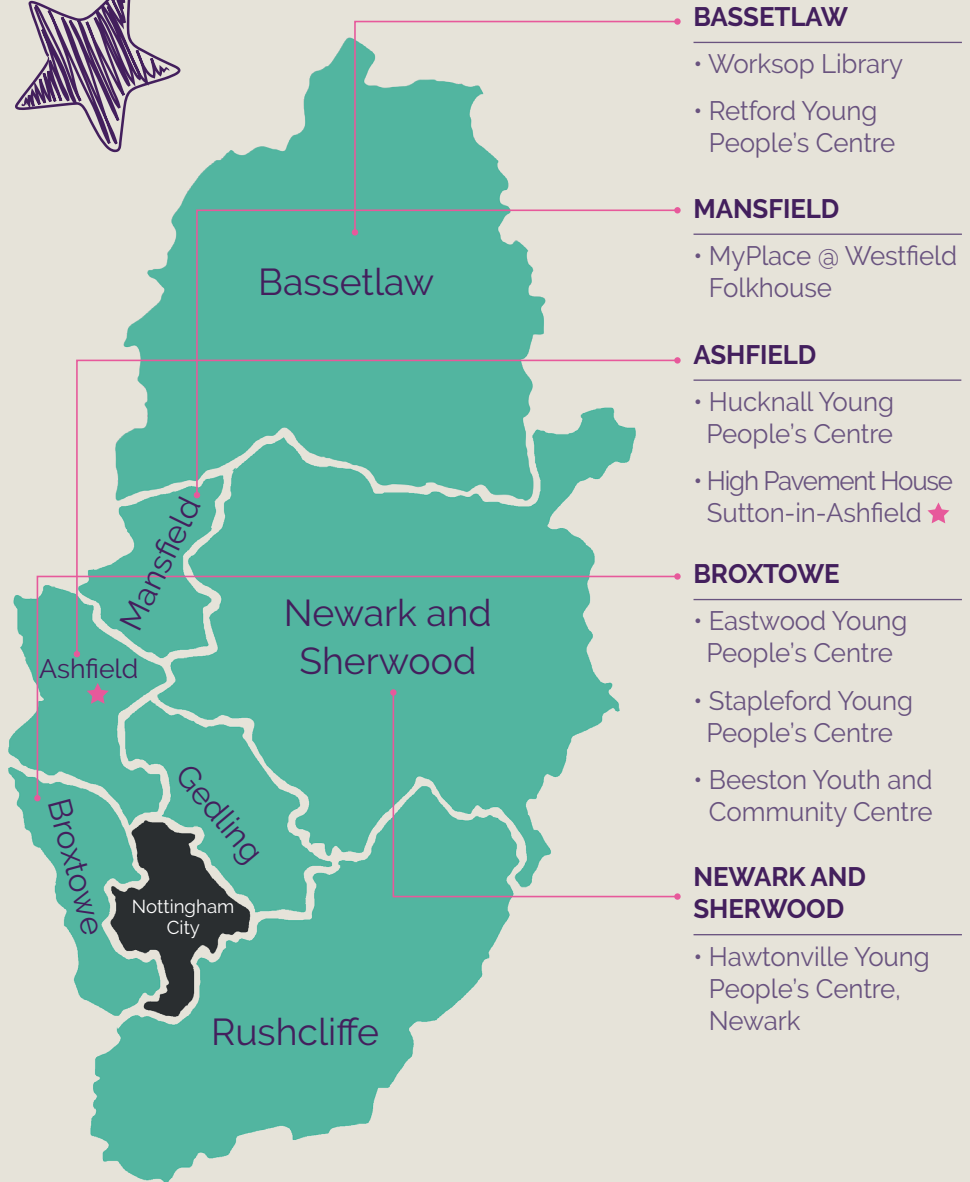 BASSETLAW
• Worksop Library
• Retford Young
People’s Centre
MANSFIELD
• MyPlace @ Westfield
Folkhouse
ASHFIELD
• Hucknall Young
People’s Centre
• High Pavement House
Sutton-in-Ashfield
BROXTOWE
• Eastwood Young
People’s Centre
• Stapleford Young
People’s Centre
• Beeston Youth and
Community Centre
NEWARK AND
SHERWOOD
• Hawtonville Young
People’s Centre,
Newark
Bassetlaw
Mansfield
Newark and
Sherwood
Ashfield
Gedling
Broxtowe
Nottingham
City
Rushcliffe